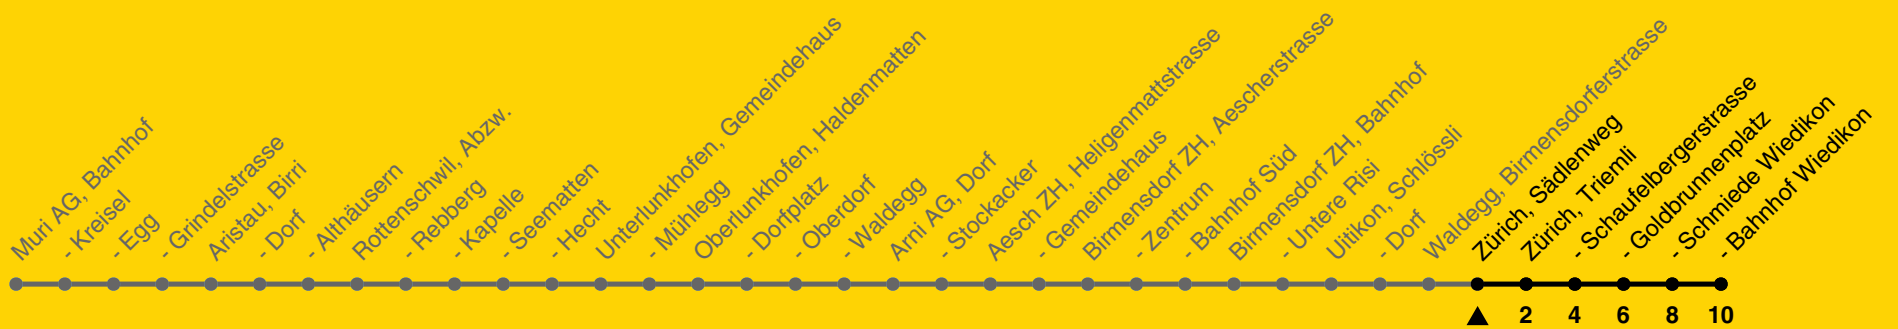 Muri AG, Bahnhof
- Kreisel
- Egg
- Grindelstrasse
Aristau, Birri
- Dorf
- Althäusern
Rottenschwil, Abzw.
- Rebberg
- Kapelle
- Seematten
- Hecht
Unterlunkhofen, Gemeindehaus
- Mühlegg
Oberlunkhofen, Haldenmatten
- Dorfplatz
- Oberdorf
- Waldegg
Arni AG, Dorf
- Stockacker
Aesch ZH, Heligenmattstrasse
- Gemeindehaus
Birmensdorf ZH, Aescherstrasse
- Zentrum
- Bahnhof Süd
Birmensdorf ZH, Bahnhof
- Untere Risi
Uitikon, Schlössli
- Dorf
Waldegg, Birmensdorferstrasse
Zürich, Sädlenweg
Zürich, Triemli
- Schaufelbergerstrasse
- Goldbrunnenplatz
- Schmiede Wiedikon
- Bahnhof Wiedikon
2 4 6 8 10